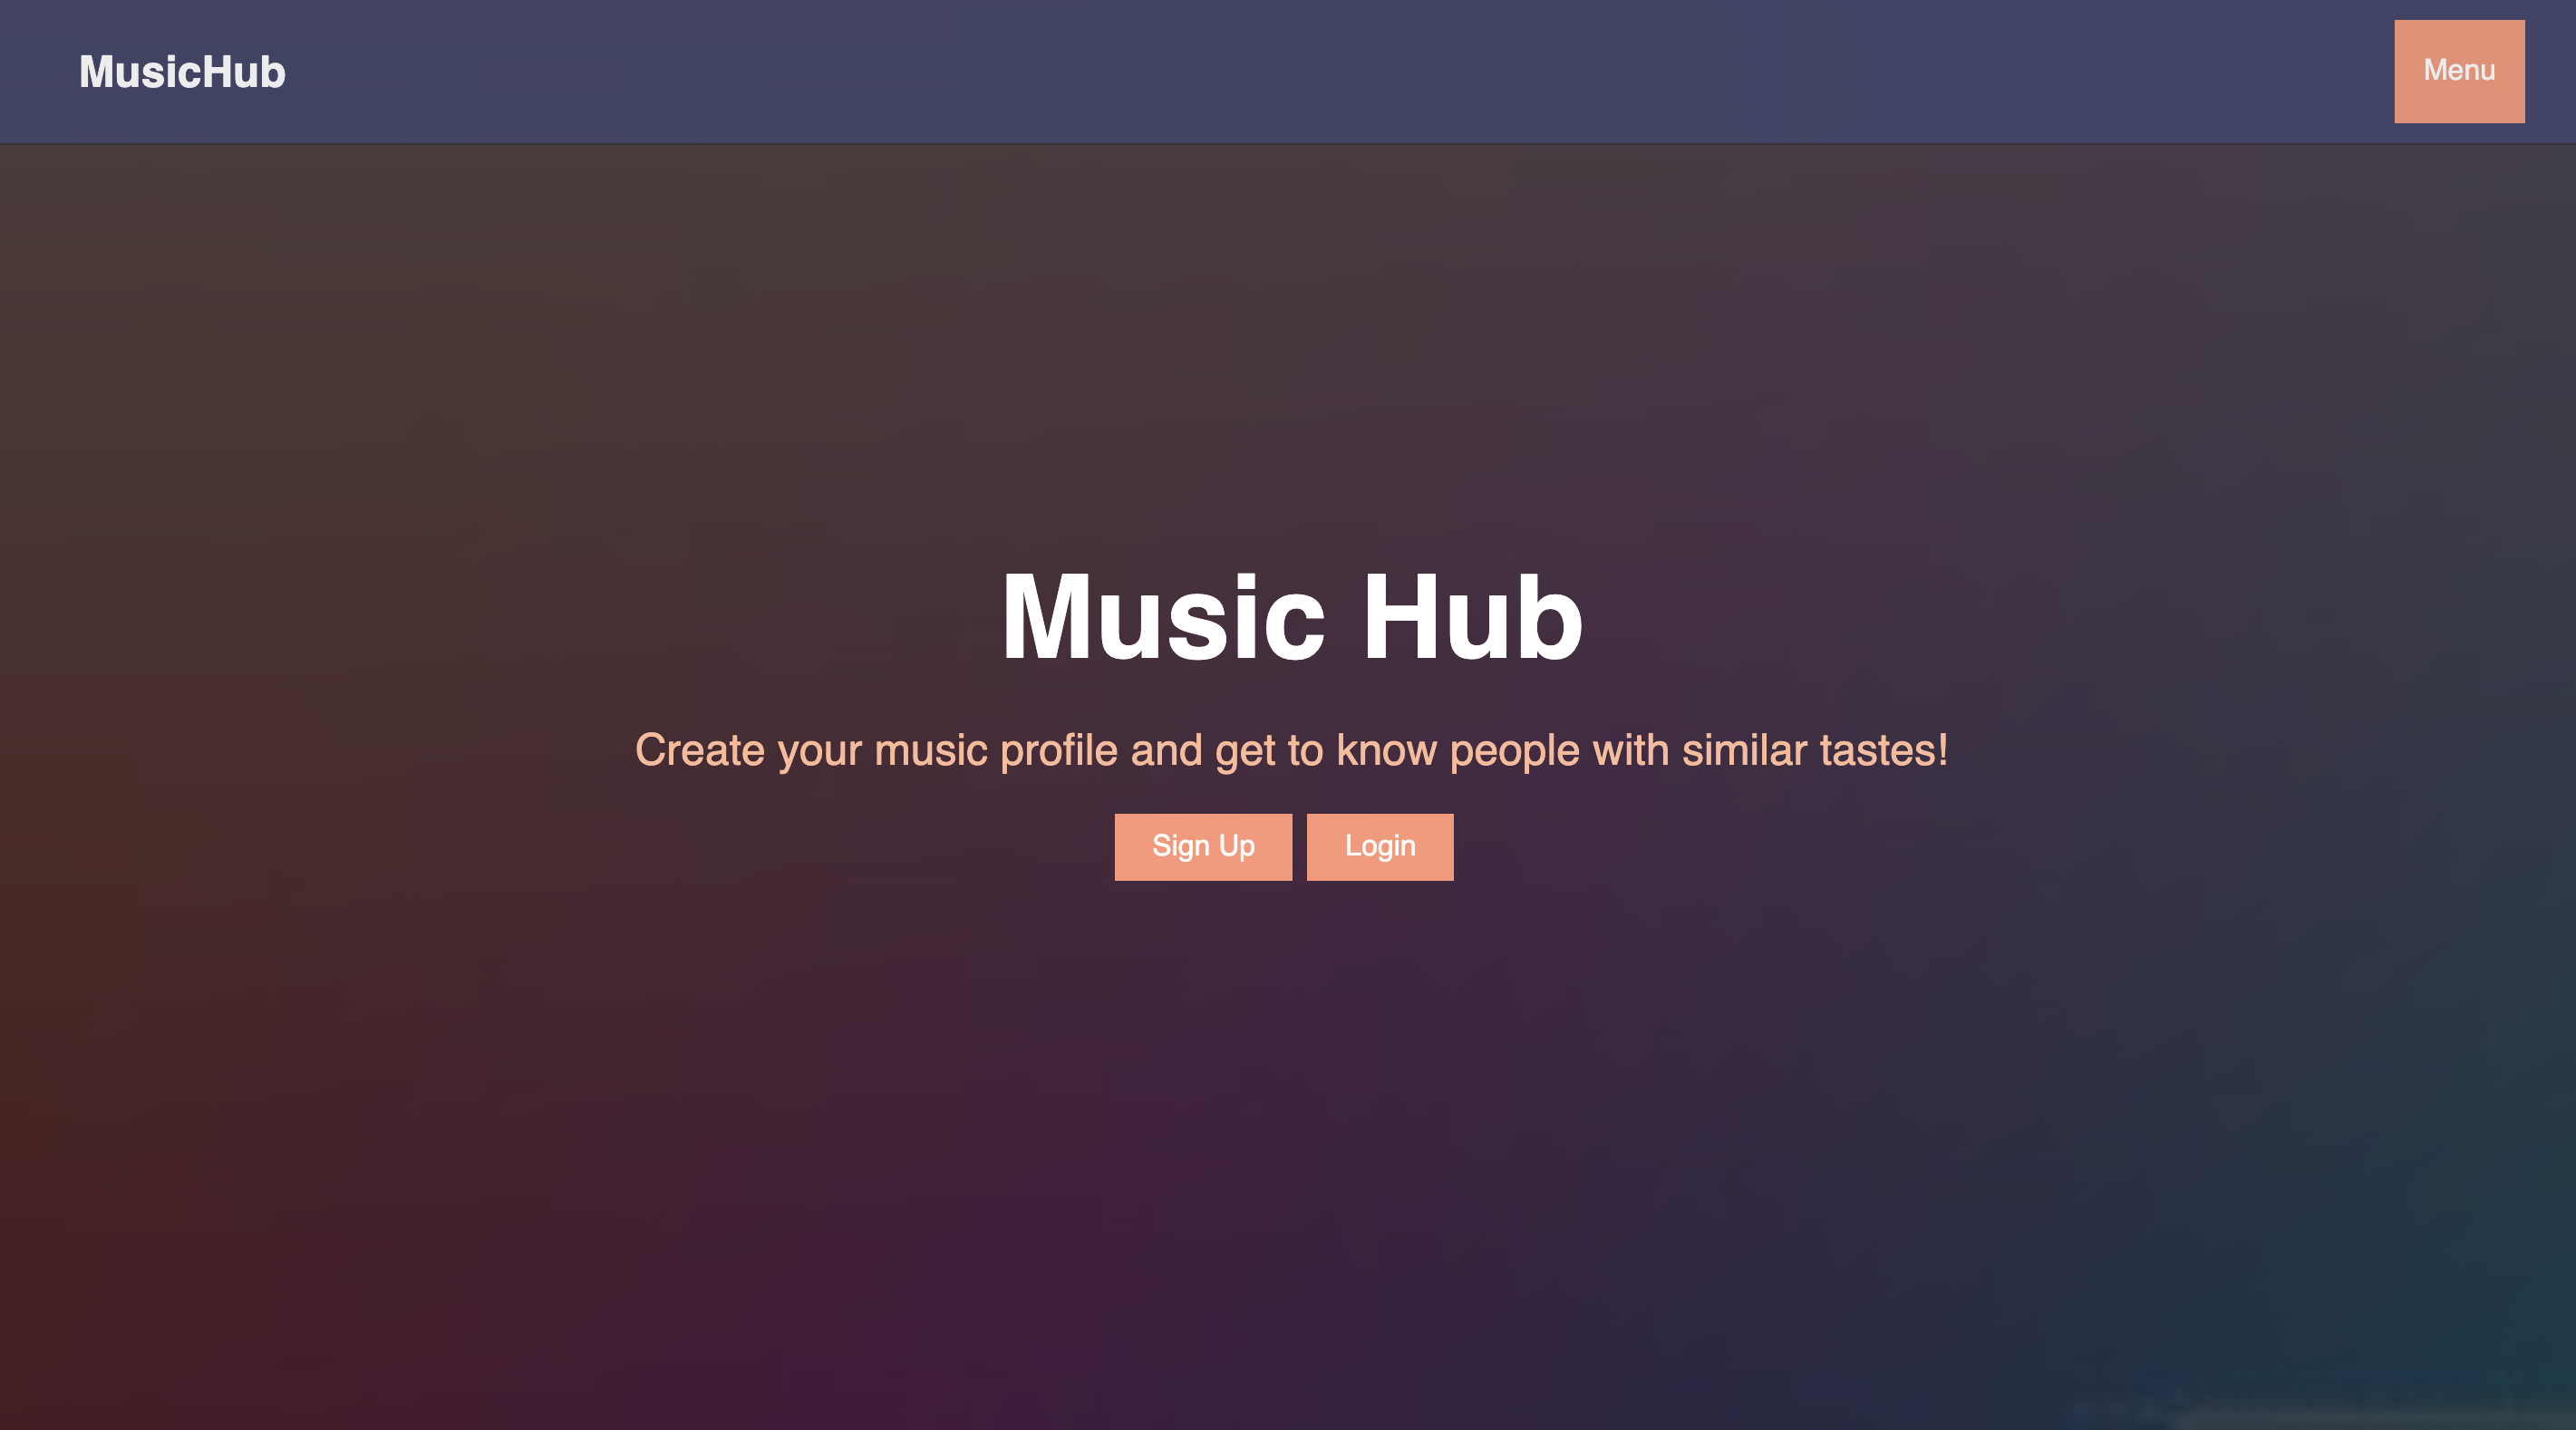 MusicHub
Menu
Music Hub
Create your music profile and get to know people with similar tastes!
Sign Up
Login